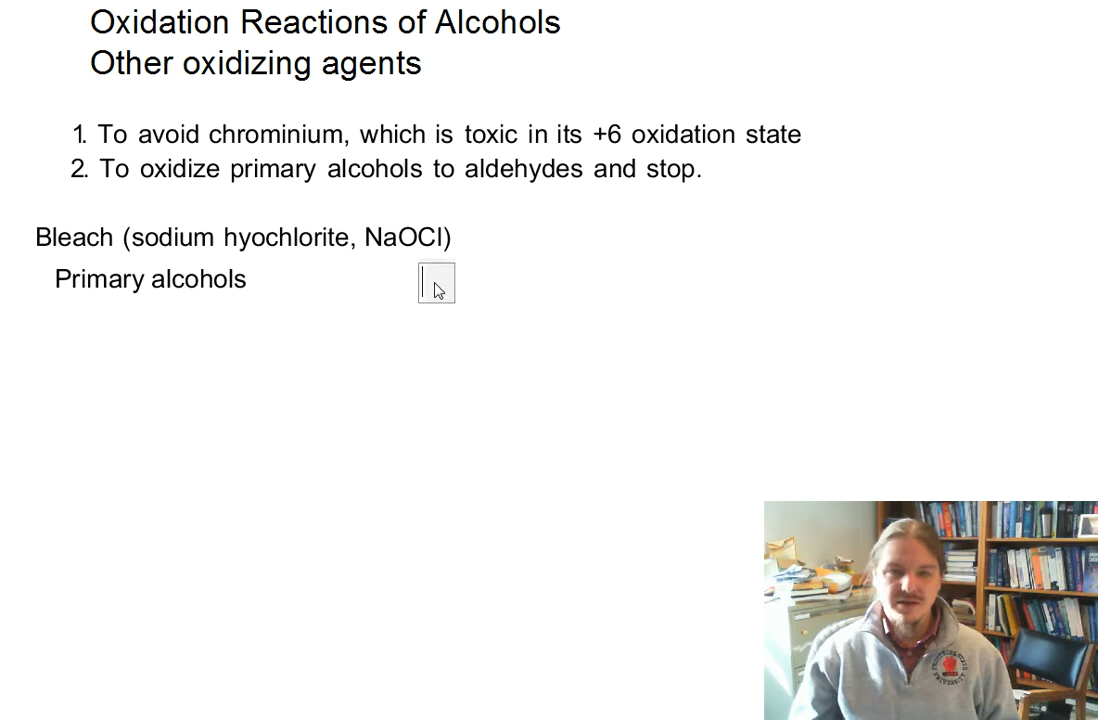 Oxidation Reactions of Alcohols
Other oxidizing agents
1. To avoid chrominium, which is toxic in its +6 oxidation state
2. To oxidize primary alcohols to aldehydes and stop.
Bleach (sodium hyochlorite, NaOCl)
Primary alcohols